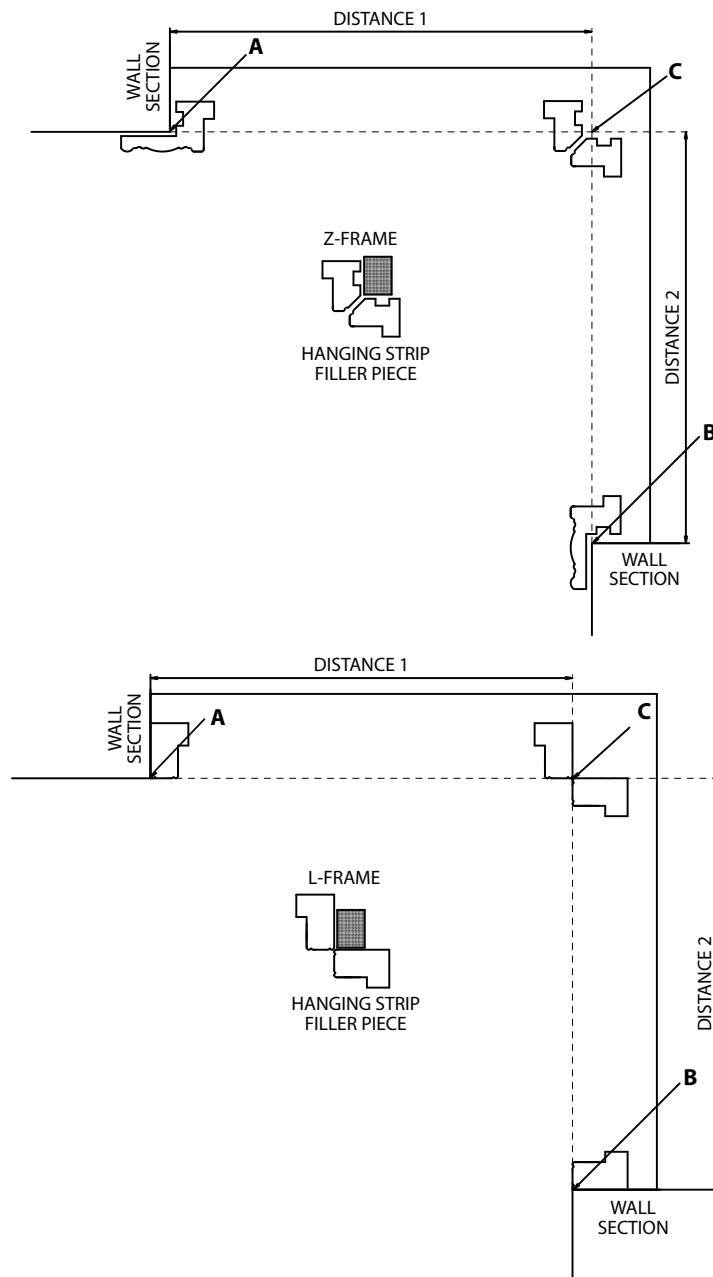 DISTANCE 1
A
WALL
SECTION
C
Z-FRAME
HANGING STRIP
FILLER PIECE
DISTANCE 2
B
WALL
SECTION
DISTANCE 1
A
WALL
SECTION
C
L-FRAME
HANGING STRIP
FILLER PIECE
DISTANCE 2
B
WALL
SECTION